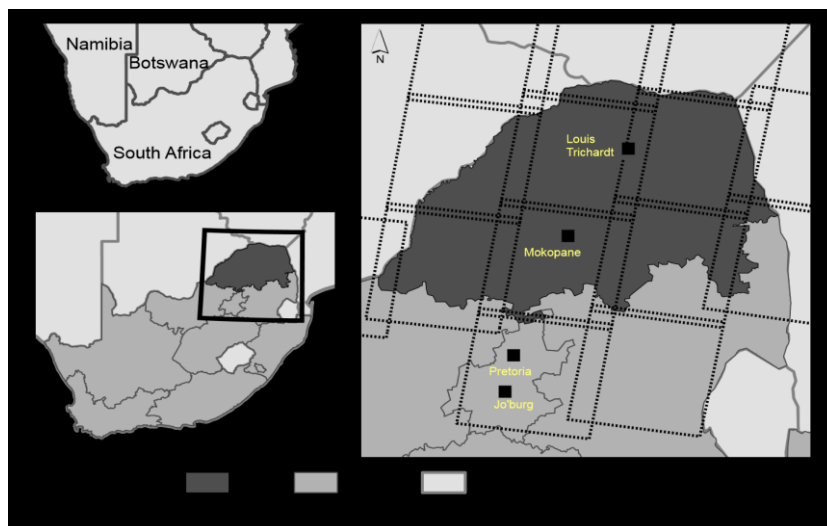 Namibia
Botswana
South Africa
N
Louis
Trichardt
Mokopane
Pretoria
Jo'burg